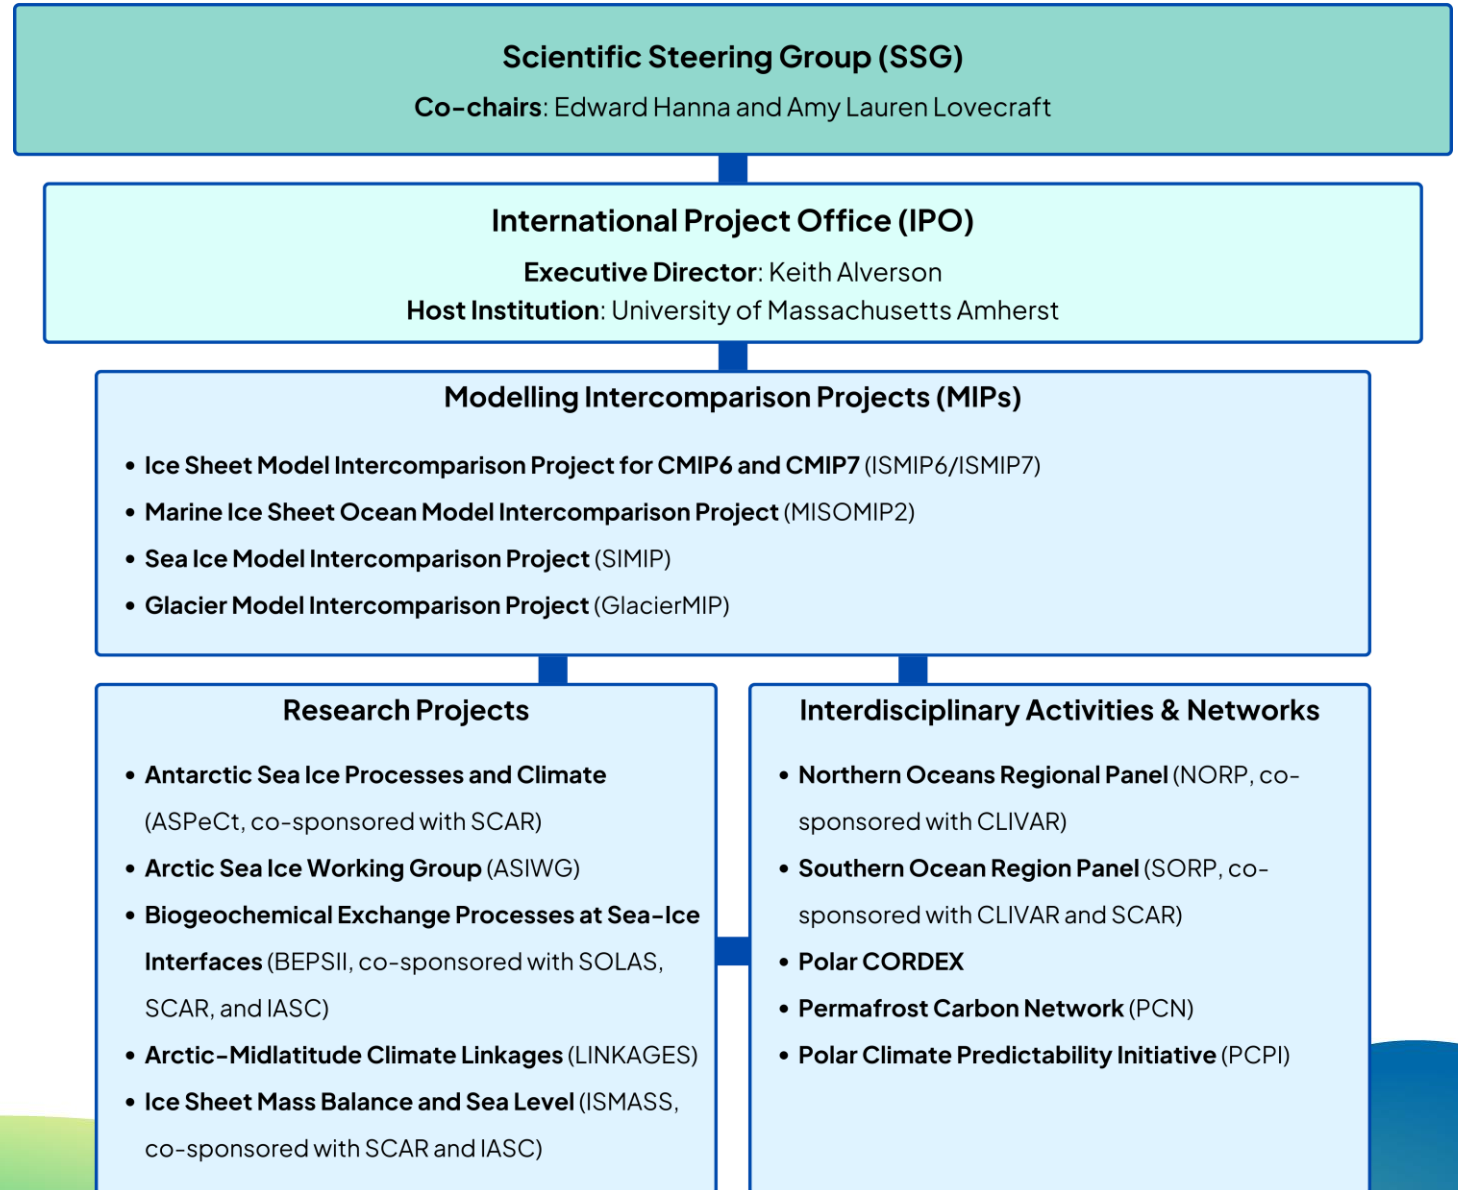 Scientific Steering Group (SSG)
Co-chairs: Edward Hanna and Amy Lauren Lovecraft
International Project Office (IPO)
Executive Director: Keith Alverson
Host Institution: University of Massachusetts Amherst
Modelling Intercomparison Projects (MIPs)
• Ice Sheet Model Intercomparison Project for CMIP6 and CMIP7 (ISMIP6/ISMIP7)
• Marine Ice Sheet Ocean Model Intercomparison Project (MISOMIP2)
• Sea Ice Model Intercomparison Project (SIMIP)
• Glacier Model Intercomparison Project (GlacierMIP)
Research Projects
• Antarctic Sea Ice Processes and Climate
(ASPeCt, co-sponsored with SCAR)
• Arctic Sea Ice Working Group (ASIWG)
• Biogeochemical Exchange Processes at Sea-Ice
Interfaces (BEPSII, co-sponsored with SOLAS,
SCAR, and IASC)
• Arctic-Midlatitude Climate Linkages (LINKAGES)
• Ice Sheet Mass Balance and Sea Level (ISMASS,
co-sponsored with SCAR and IASC)
Interdisciplinary Activities & Networks
• Northern Oceans Regional Panel (NORP, co-
sponsored with CLIVAR)
• Southern Ocean Region Panel (SORP, co-
sponsored with CLIVAR and SCAR)
• Polar CORDEX
• Permafrost Carbon Network (PCN)
• Polar Climate Predictability Initiative (PCPI)